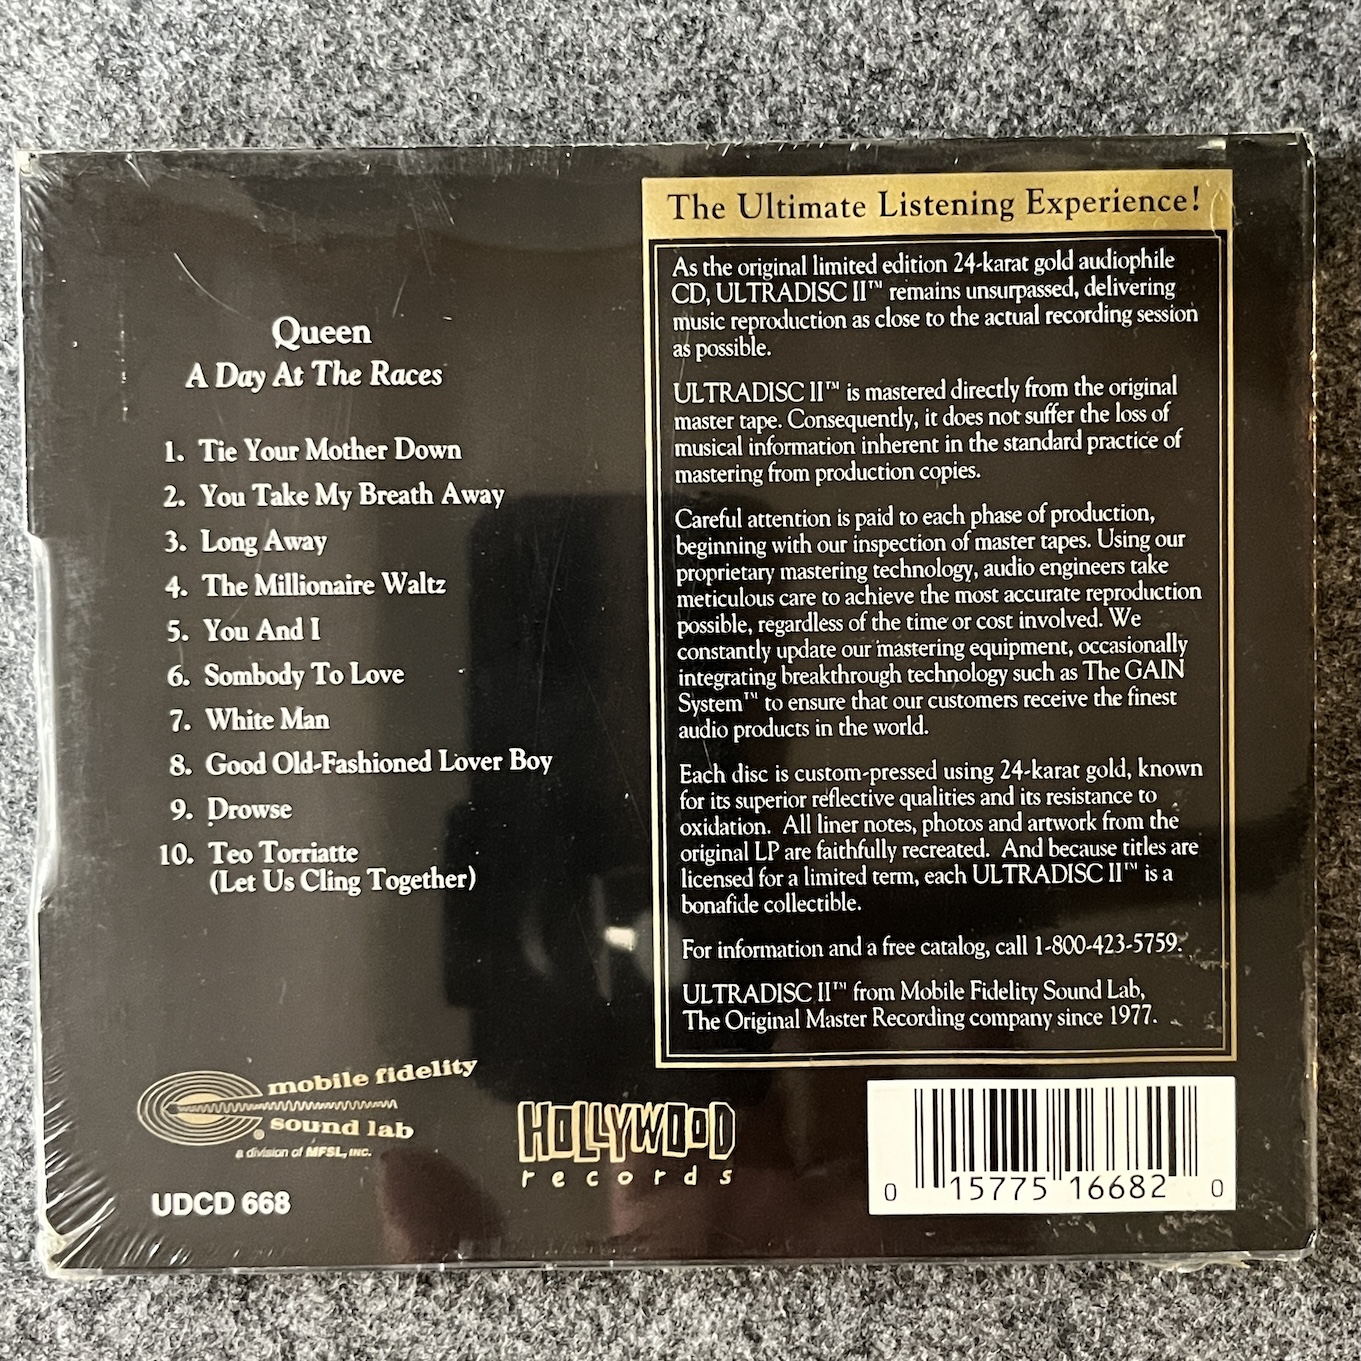 Queen
A Day At The Races
1. Tie Your Mother Down
2. You Take My Breath Away
3. Long Away
4. The Millionaire Waltz
5. You And I
6. Sombody To Love
7. White Man
8. Good Old-Fashioned Lover Boy
9. Drowse
10. Teo Torriatte
(Let Us Cling Together)
The Ultimate Listening Experience!
As the original limited edition 24-karat gold audiophile
CD, ULTRADISC II™ remains unsurpassed, delivering
music reproduction as close to the actual recording session
as possible.
ULTRADISC II™ is mastered directly from the original
master tape. Consequently, it does not suffer the loss of
musical information inherent in the standard practice of
mastering from production copies.
Careful attention is paid to each phase of production,
beginning with our inspection of master tapes. Using our
proprietary mastering technology, audio engineers take
meticulous care to achieve the most accurate reproduction
possible, regardless of the time or cost involved. We
constantly update our mastering equipment, occasionally
integrating breakthrough technology such as The GAIN
System™ to ensure that our customers receive the finest
audio products in the world.
Each disc is custom-pressed using 24-karat gold, known
for its superior reflective qualities and its resistance to
oxidation. All liner notes, photos and artwork from the
original LP are faithfully recreated. And because titles are
licensed for a limited term, each ULTRADISC II™ is a
bonafide collectible.
For information and a free catalog, call 1-800-423-5759.
ULTRADISC II™ from Mobile Fidelity Sound Lab,
The Original Master Recording company since 1977.
mobile fidelity
® sound lab
a division of MFSL, INC.
UDCD 668
HOLLYWOOD
records
0 15775 16682 0